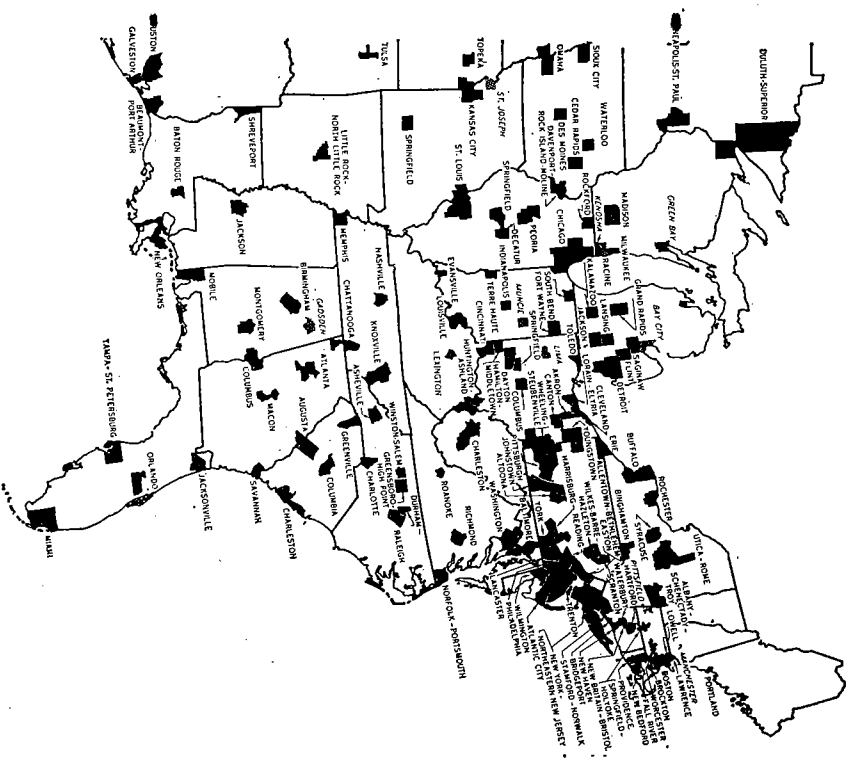 DULUTH-SUPERIOR
NEAPOLIS-ST. PAUL
GREEN BAY
SIOUX CITY
WATERLOO
MADISON
MILWAUKEE
RACINE
KENOSHA
GRAND RAPIDS
BAY CITY
SAGINAW
FLINT
LANSING
DETROIT
KALAMAZOO
JACKSON
OMAHA
CEDAR RAPIDS
DES MOINES
DAVENPORT-
ROCK ISLAND-MOLINE
ROCKFORD
CHICAGO
SOUTH BEND
FORT WAYNE
TOLEDO
LORAIN-
ELYRIA
CLEVELAND
AKRON
CANTON
LIMA
ERIE
BUFFALO
ROCHESTER
SYRACUSE
UTICA-ROME
BINGHAMTON
ALBANY-
SCHENECTADY-
TROY
PITTSFIELD
LOWELL
MANCHESTER
LAWRENCE
PORTLAND
BOSTON
BROCKTON
WORCESTER
FALL RIVER
NEW BEDFORD
PROVIDENCE
SPRINGFIELD-
HOLYOKE
NEW BRITAIN-BRISTOL
NEW HAVEN
BRIDGEPORT
STAMFORD-NORWALK
NEW YORK-
NORTHEASTERN NEW JERSEY
HARTFORD
WATERBURY
SCRANTON
WILKES-BARRE-
HAZLETON
ALLENTOWN-BETHLEHEM-
EASTON
READING
TRENTON
ATLANTIC CITY
WILMINGTON
PHILADELPHIA
LANCASTER
YORK
HARRISBURG
BALTIMORE
WASHINGTON
YOUNGSTOWN
PITTSBURGH
JOHNSTOWN
ALTOONA
WHEELING-
STEUBENVILLE
TOPEKA
ST. JOSEPH
KANSAS CITY
ST. LOUIS
SPRINGFIELD
DECATUR
PEORIA
INDIANAPOLIS
MUNCIE
TERRE HAUTE
SPRINGFIELD
COLUMBUS
DAYTON
HAMILTON-
MIDDLETOWN
CINCINNATI
HUNTINGTON-
ASHLAND
CHARLESTON
EVANSVILLE
LOUISVILLE
LEXINGTON
ROANOKE
RICHMOND
NORFOLK-PORTSMOUTH
TULSA
SPRINGFIELD
LITTLE ROCK-
NORTH LITTLE ROCK
MEMPHIS
NASHVILLE
KNOXVILLE
CHATTANOOGA
ASHEVILLE
WINSTON-SALEM
GREENSBORO-
HIGH POINT
DURHAM
RALEIGH
CHARLOTTE
GREENVILLE
COLUMBIA
CHARLESTON
SHREVEPORT
JACKSON
BIRMINGHAM
GADSDEN
MONTGOMERY
ATLANTA
AUGUSTA
MACON
COLUMBUS
SAVANNAH
USTON
GALVESTON
BEAUMONT-
PORT ARTHUR
BATON ROUGE
NEW ORLEANS
MOBILE
JACKSONVILLE
ORLANDO
TAMPA-ST. PETERSBURG
MIAMI